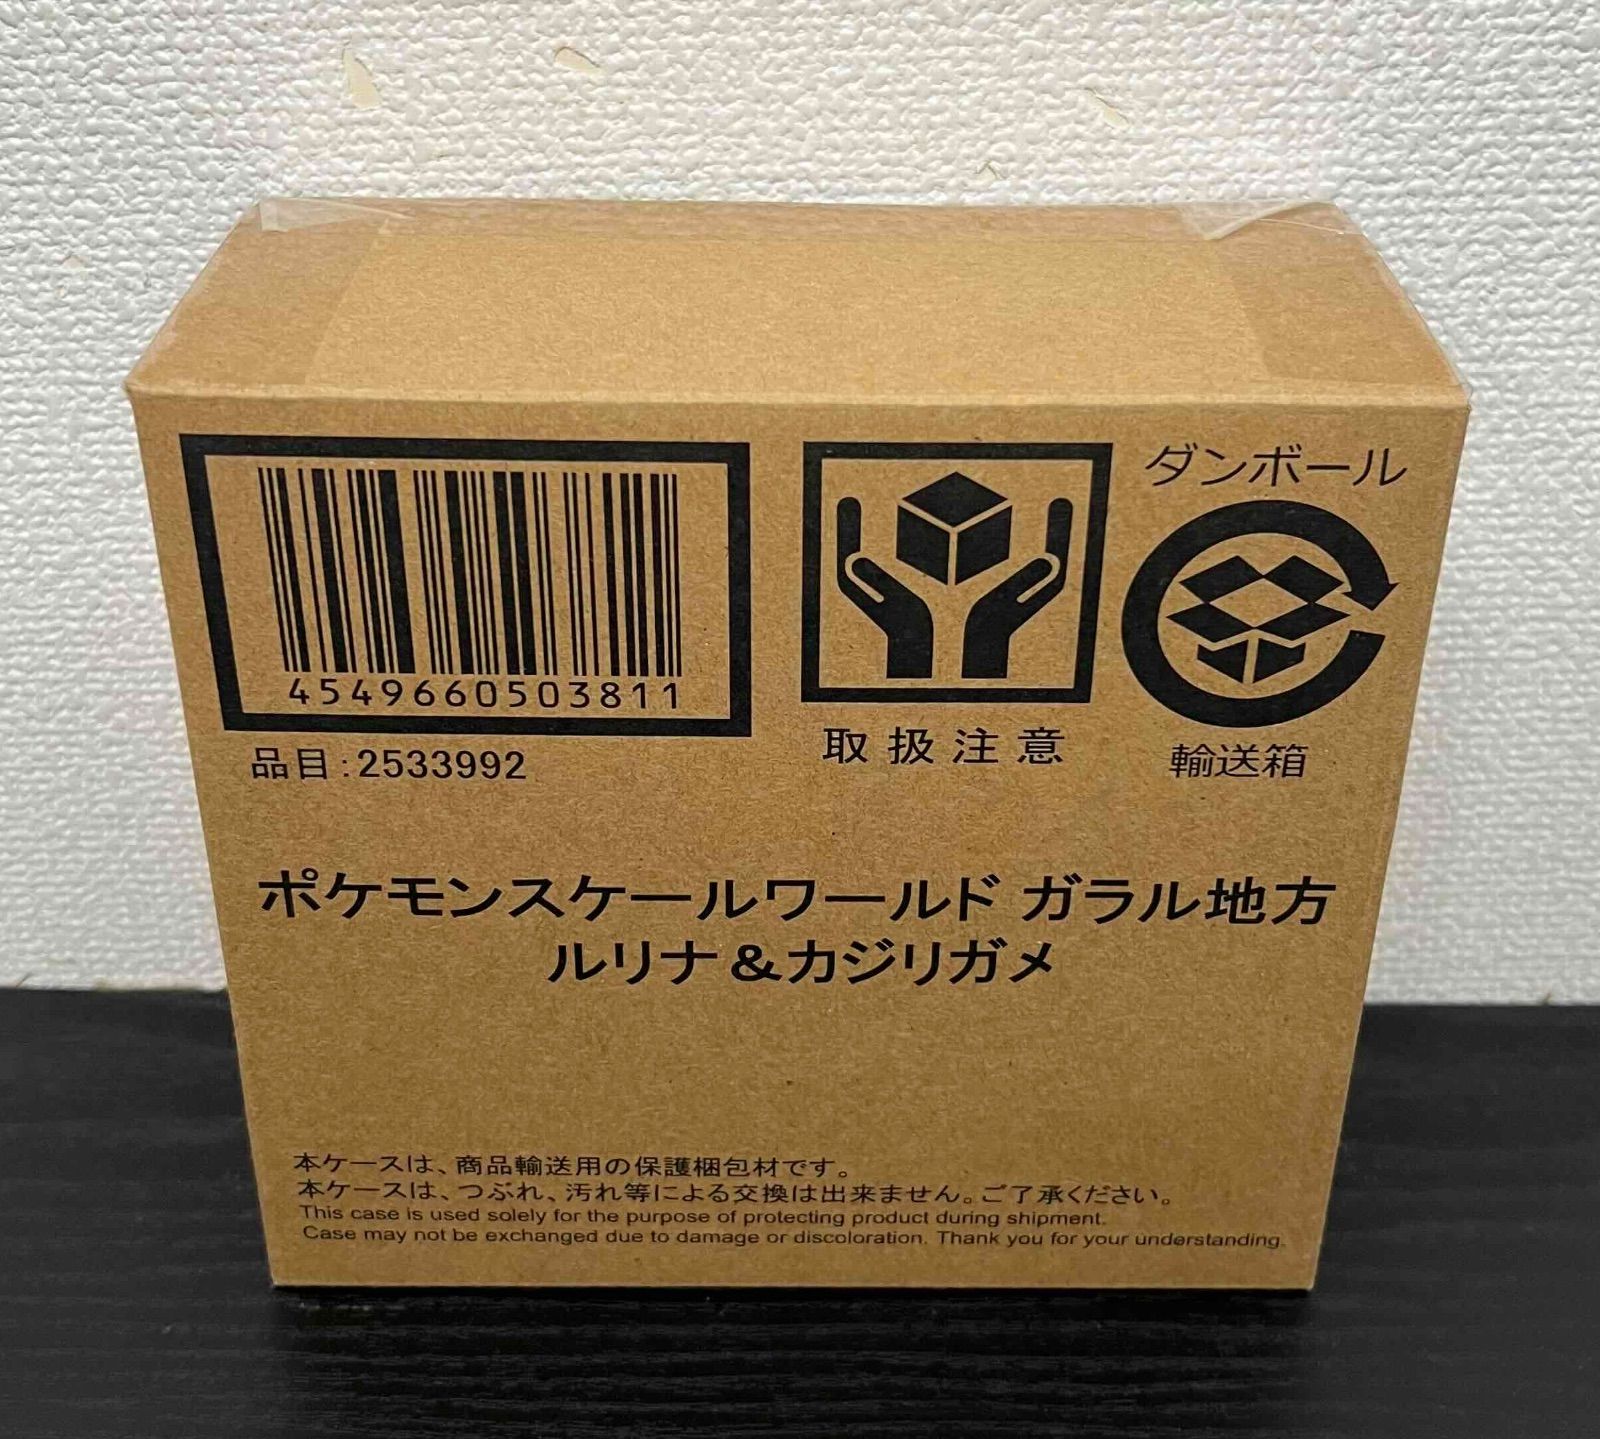 ダンボール
4549660503811
取扱注意
輸送箱
品目:2533992
ポケモンスケールワールド ガラル地方
ルリナ&カジリガメ
本ケースは、商品輸送用の保護梱包材です。
本ケースは、つぶれ、汚れ等による交換は出来ません。ご了承ください。
This case is used solely for the purpose of protecting product during shipment.
Case may not be exchanged due to damage or discoloration. Thank you for your understanding.